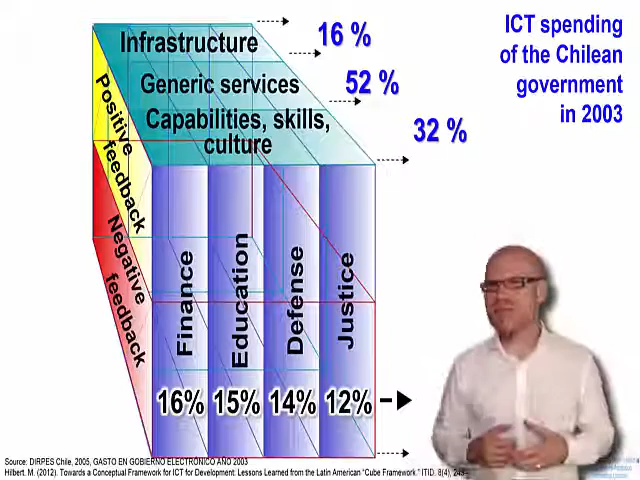 ICT spending
of the Chilean
government
in 2003
Infrastructure
16 %
Generic services
52 %
Capabilities, skills,
culture
32 %
Positive
feedback
Negative
feedback
Finance
Education
Defense
Justice
16% 15% 14% 12%
Source: DIRPES Chile, 2005, GASTO EN GOBIERNO ELECTRÓNICO AÑO 2003
Hilbert. M. (2012). Towards a Conceptual Framework for ICT for Development: Lessons Learned from the Latin American "Cube Framework." ITID, 8(4), 243